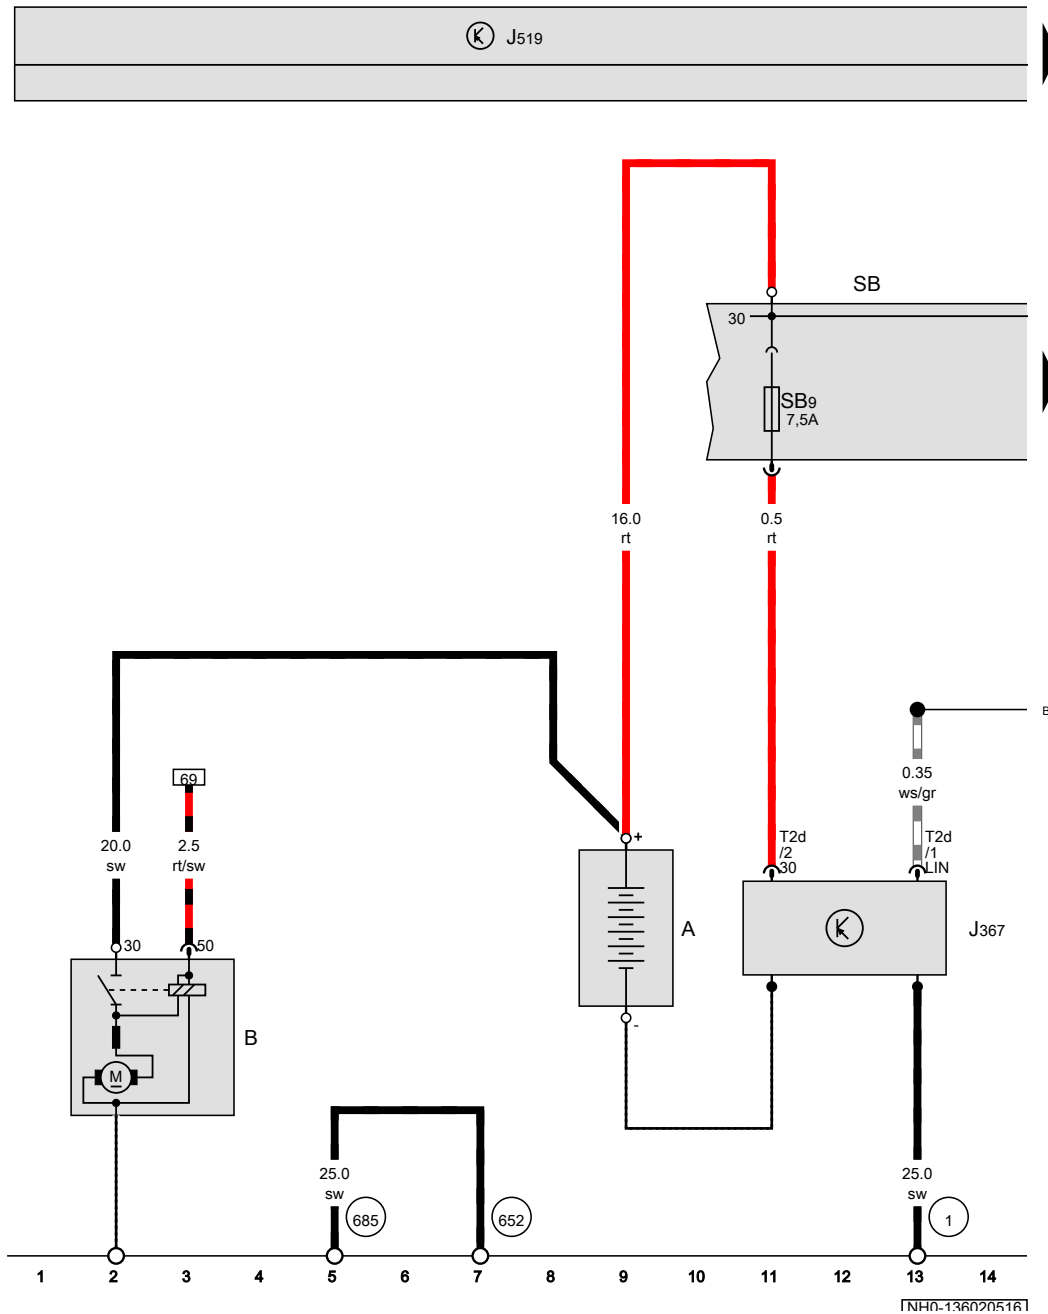 J519
SB
30
SB9
7,5A
16.0
rt
0.5
rt
B
69
0.35
ws/gr
20.0
sw
2.5
rt/sw
+
T2d
/2
30
T2d
/1
LIN
30
50
A
J367
B
-
M
25.0
sw
685
652
25.0
sw
1
1 2 3 4 5 6 7 8 9 10 11 12 13 14
NH0-136020516